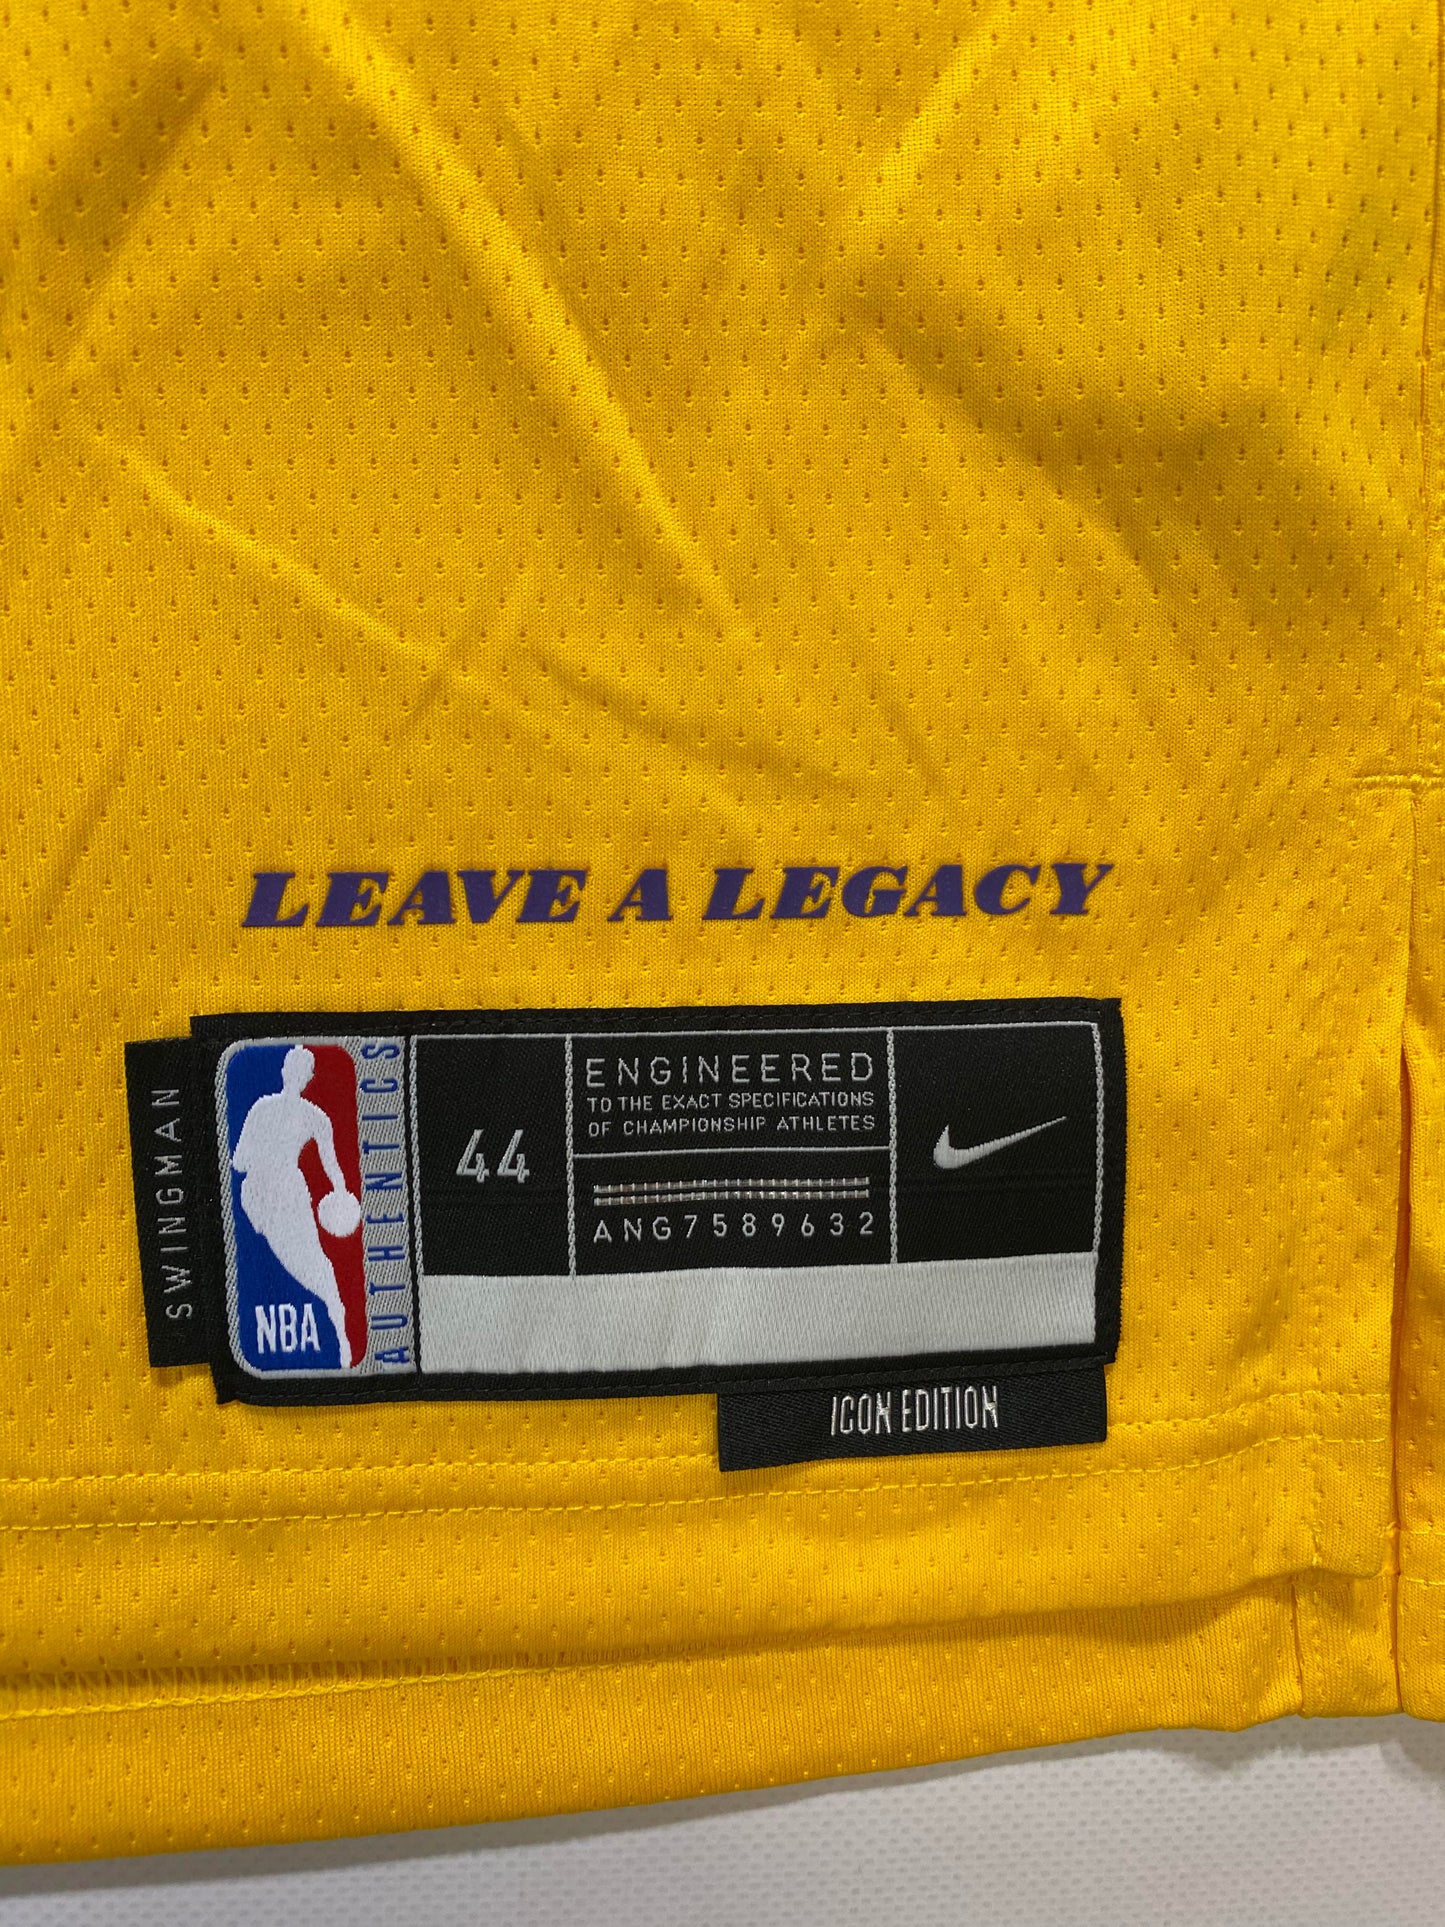 LEAVE A LEGACY
SWINGMAN
NBA
AUTHENTICS
44
ENGINEERED
TO THE EXACT SPECIFICATIONS
OF CHAMPIONSHIP ATHLETES
ANG7589632
ICON EDITION